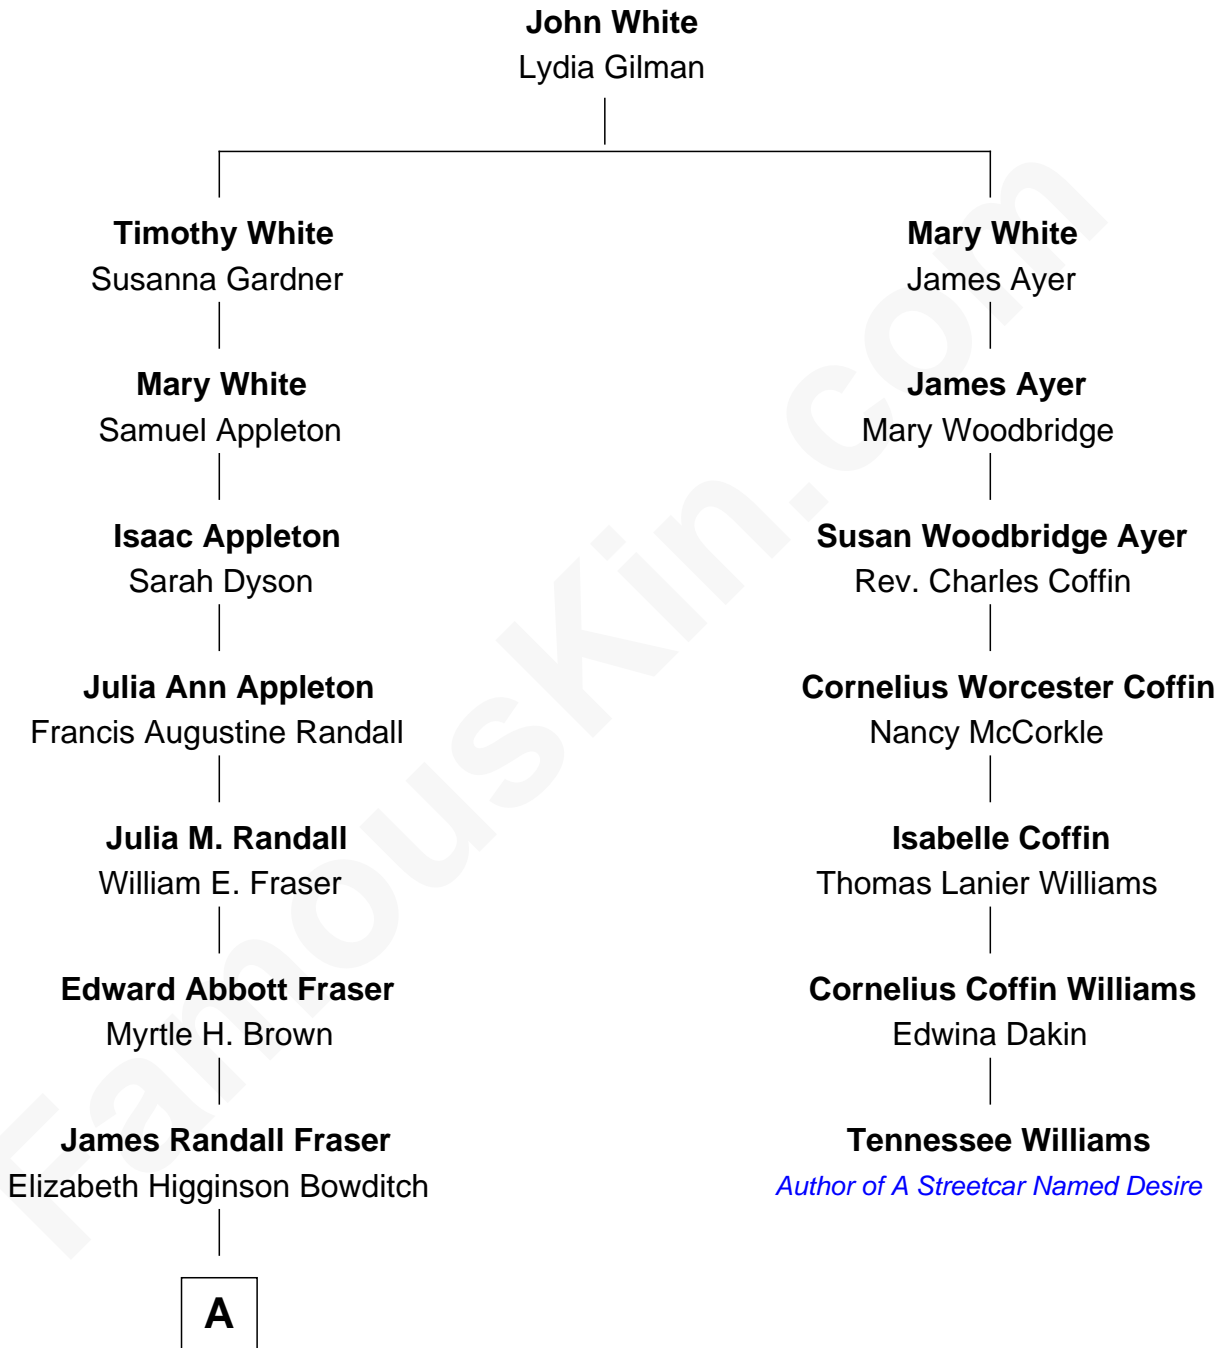 John White
Lydia Gilman
Timothy White
Susanna Gardner
Mary White
James Ayer
Mary White
Samuel Appleton
James Ayer
Mary Woodbridge
Isaac Appleton
Sarah Dyson
Susan Woodbridge Ayer
Rev. Charles Coffin
Julia Ann Appleton
Francis Augustine Randall
Cornelius Worcester Coffin
Nancy McCorkle
Julia M. Randall
William E. Fraser
Isabelle Coffin
Thomas Lanier Williams
Edward Abbott Fraser
Myrtle H. Brown
Cornelius Coffin Williams
Edwina Dakin
James Randall Fraser
Elizabeth Higginson Bowditch
Tennessee Williams
Author of A Streetcar Named Desire
A
FamousKin.com